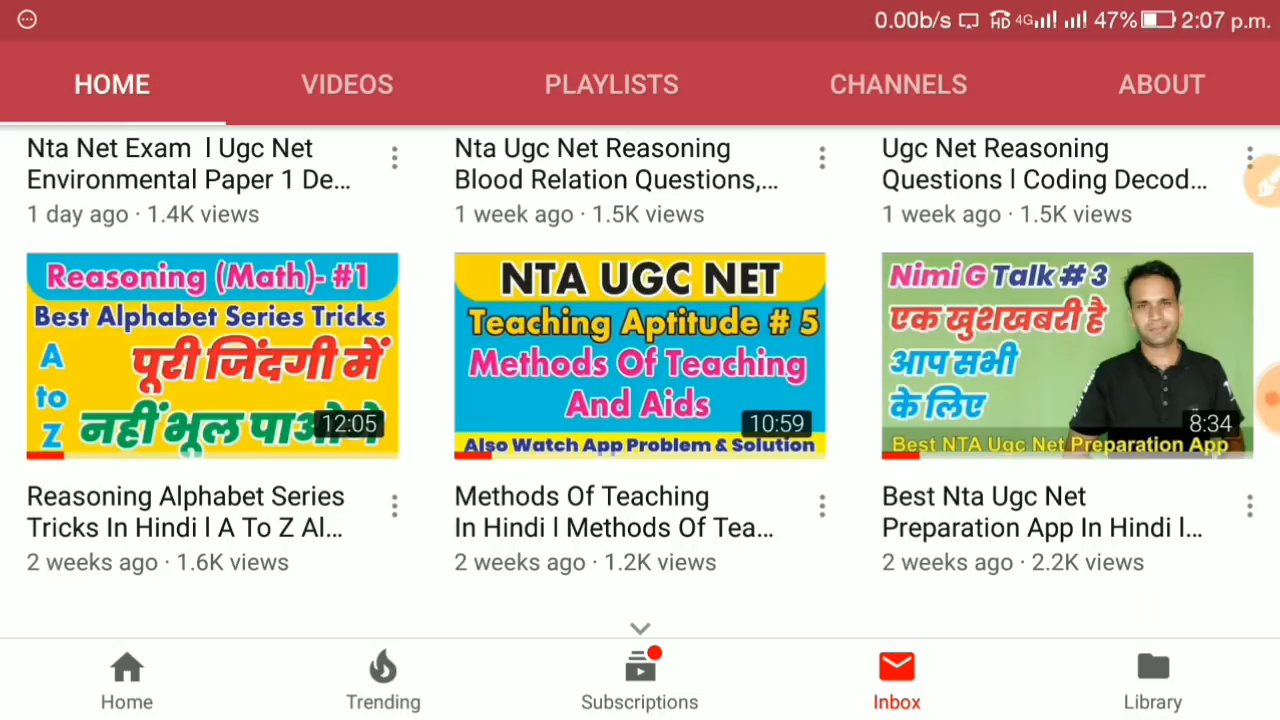 0.00b/s HD 4G 47% 2:07 p.m.
HOME VIDEOS PLAYLISTS CHANNELS ABOUT
Nta Net Exam l Ugc Net
Environmental Paper 1 De...
1 day ago · 1.4K views
Nta Ugc Net Reasoning
Blood Relation Questions,...
1 week ago · 1.5K views
Ugc Net Reasoning
Questions l Coding Decod...
1 week ago · 1.5K views
Reasoning (Math)- #1
Best Alphabet Series Tricks
A to Z
पूरी जिंदगी में
नहीं भूल पाओगे
12:05
Reasoning Alphabet Series
Tricks In Hindi l A To Z Al...
2 weeks ago · 1.6K views
NTA UGC NET
Teaching Aptitude # 5
Methods Of Teaching
And Aids
10:59
Also Watch App Problem & Solution
Methods Of Teaching
In Hindi l Methods Of Tea...
2 weeks ago · 1.2K views
Nimi G Talk # 3
एक खुशखबरी है
आप सभी
के लिए
8:34
Best NTA Ugc Net Preparation App
Best Nta Ugc Net
Preparation App In Hindi l...
2 weeks ago · 2.2K views
Home Trending Subscriptions Inbox Library